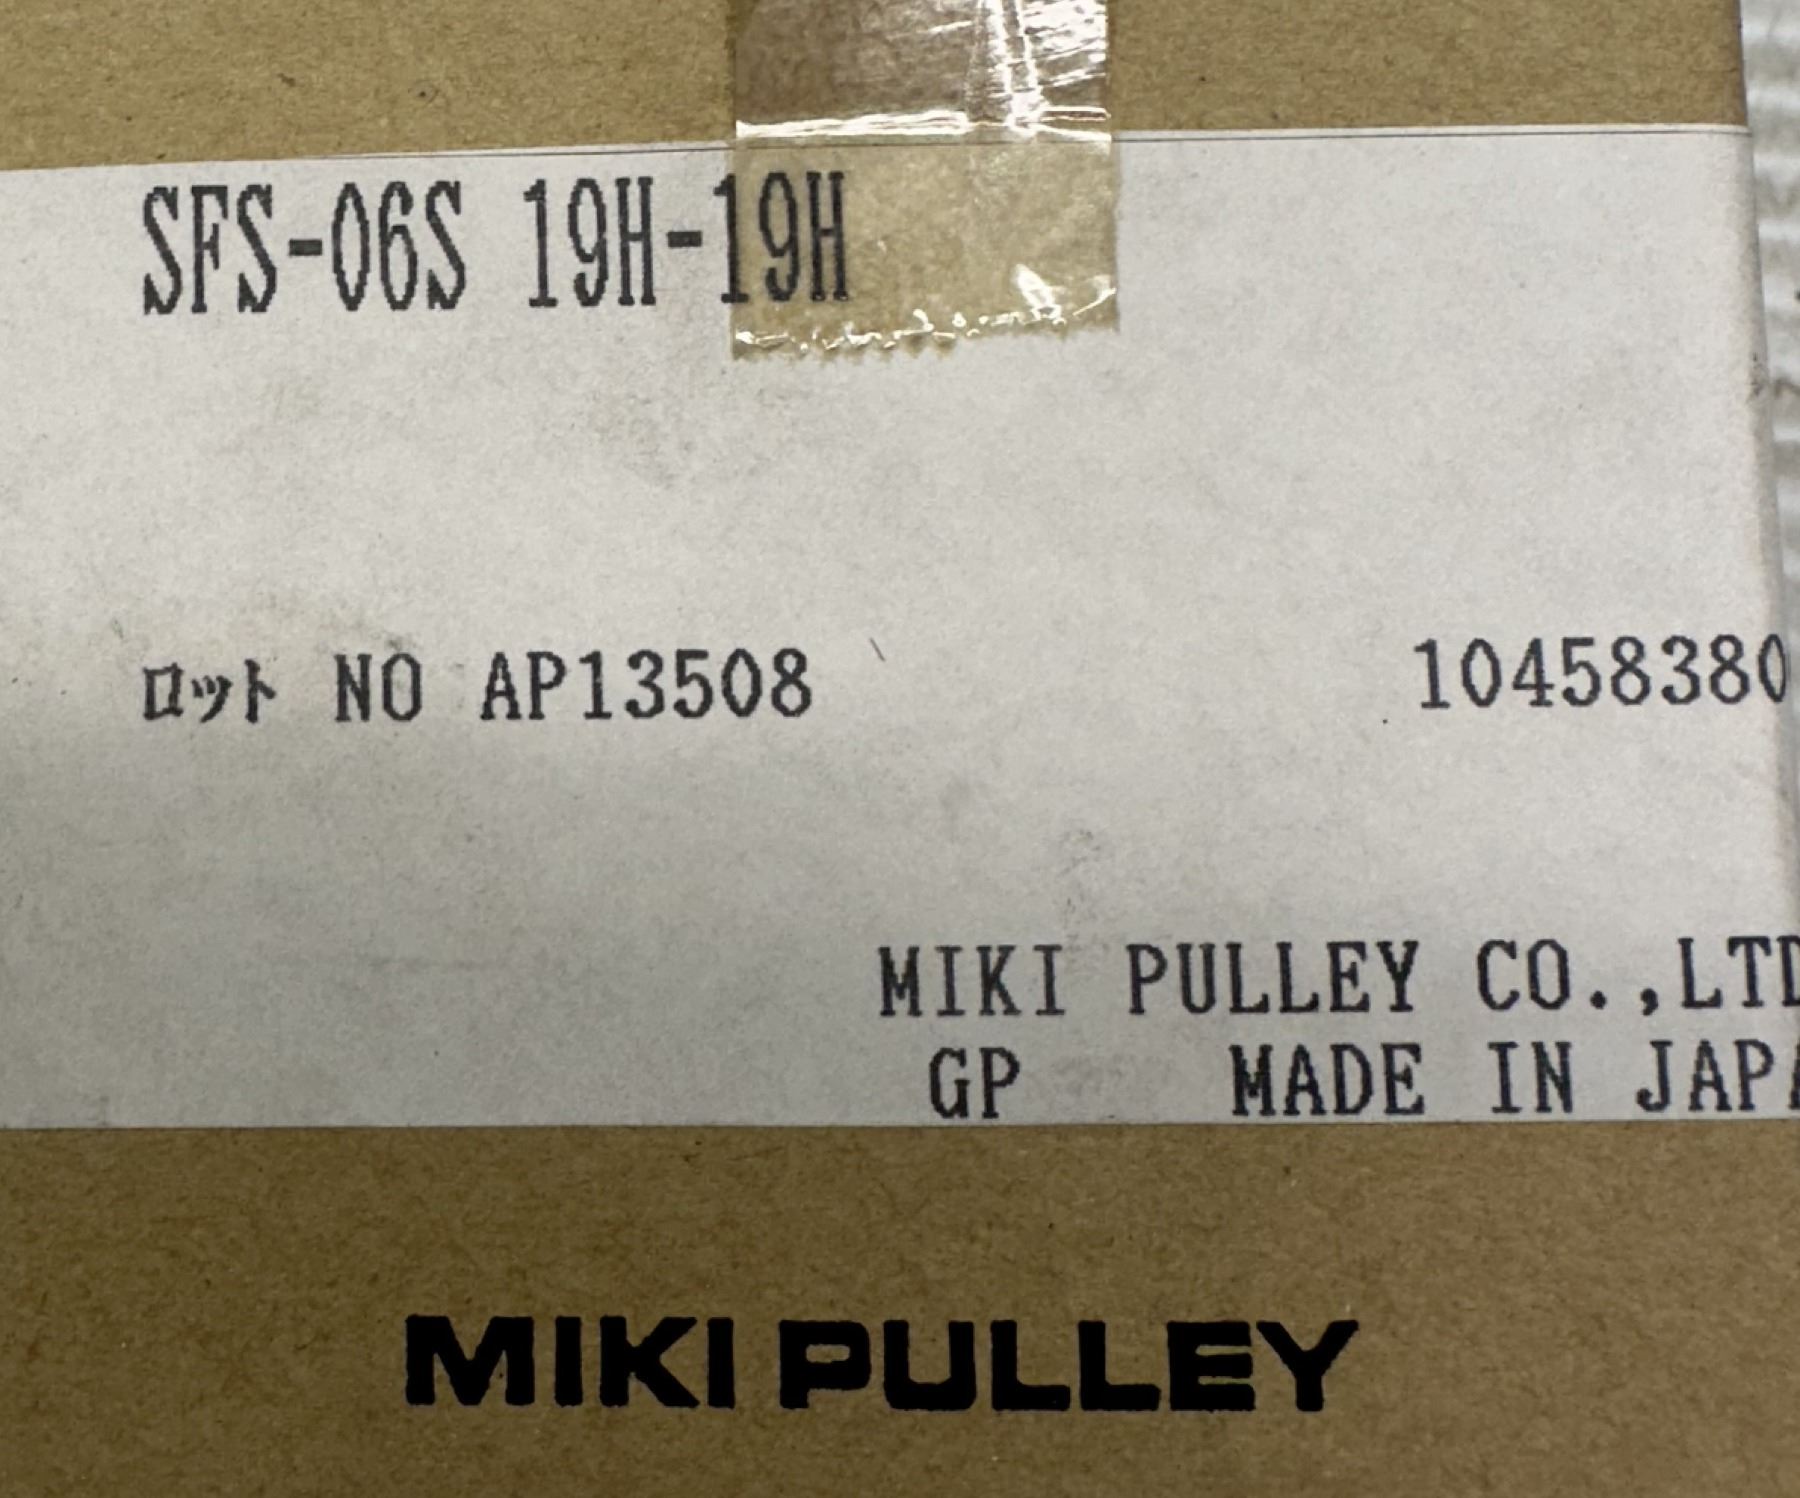 SFS-06S 19H-19H
ロット NO AP13508 10458380
MIKI PULLEY CO.,LTD
GP MADE IN JAPA
MIKI PULLEY